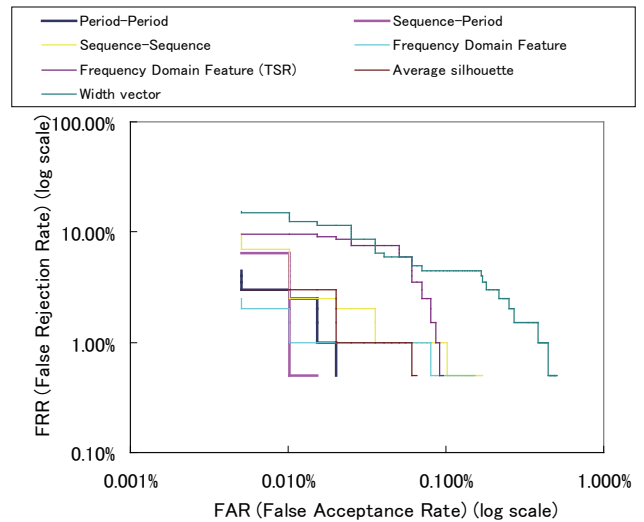 Period-Period
Sequence-Period
Sequence-Sequence
Frequency Domain Feature
Frequency Domain Feature (TSR)
Average silhouette
Width vector
FRR (False Rejection Rate) (log scale)
100.00%
10.00%
1.00%
0.10%
0.001%
0.010%
0.100%
1.000%
FAR (False Acceptance Rate) (log scale)